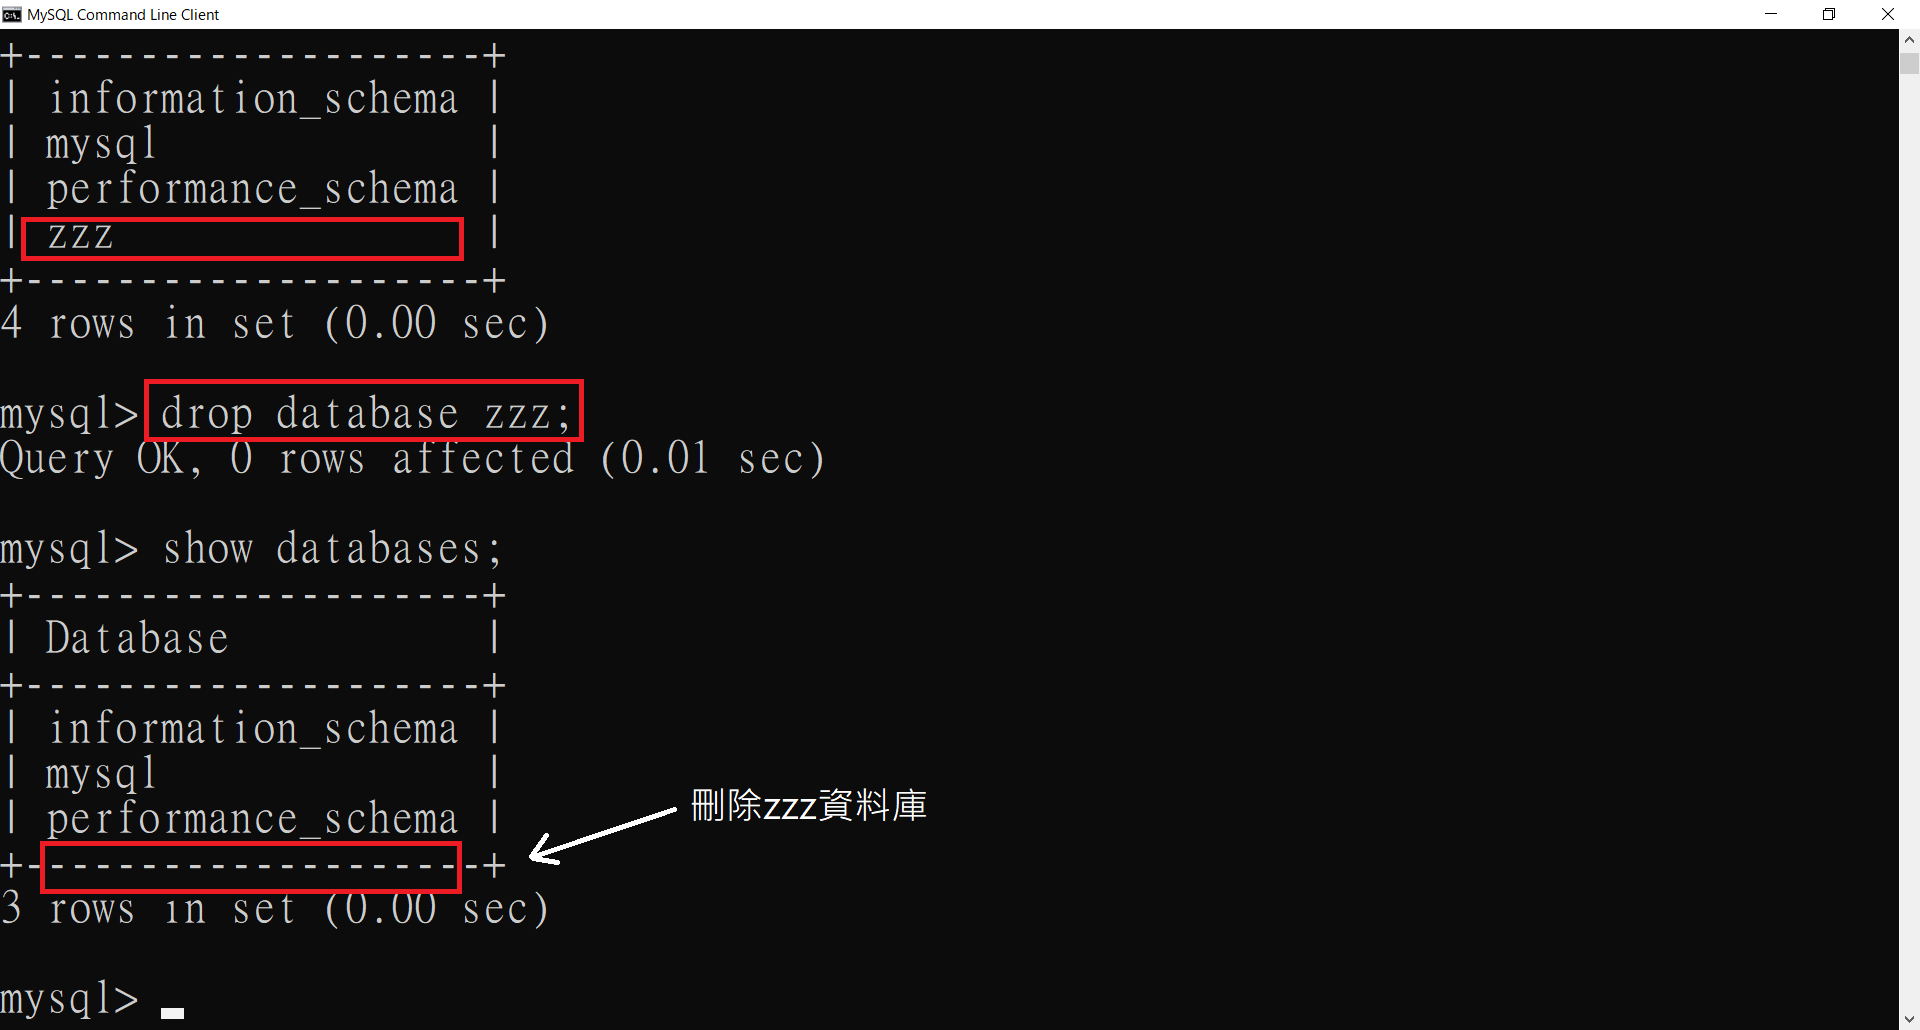 MySQL Command Line Client
+--------------------+
| information_schema |
| mysql              |
| performance_schema |
| zzz                |
+--------------------+
4 rows in set (0.00 sec)
mysql> drop database zzz;
Query OK, 0 rows affected (0.01 sec)
mysql> show databases;
+--------------------+
| Database           |
+--------------------+
| information_schema |
| mysql              |
| performance_schema |
+--------------------+
刪除zzz資料庫
3 rows in set (0.00 sec)
mysql>